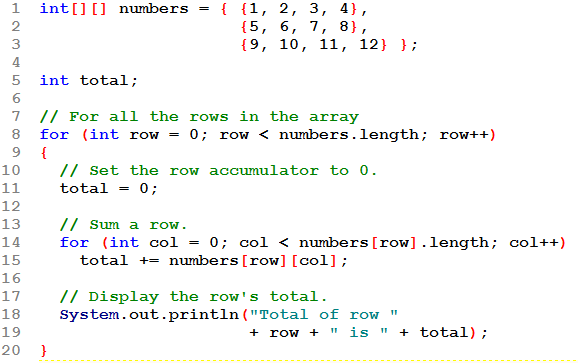 1 int[][] numbers = { {1, 2, 3, 4},
2                     {5, 6, 7, 8},
3                     {9, 10, 11, 12} };
4
5 int total;
6
7 // For all the rows in the array
8 for (int row = 0; row < numbers.length; row++)
9 {
10   // Set the row accumulator to 0.
11   total = 0;
12
13   // Sum a row.
14   for (int col = 0; col < numbers[row].length; col++)
15     total += numbers[row][col];
16
17   // Display the row's total.
18   System.out.println("Total of row "
19                      + row + " is " + total);
20 }